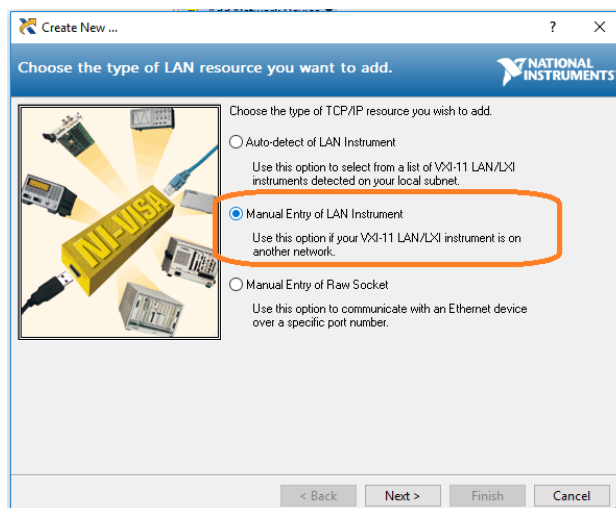 Create New ...
Choose the type of LAN resource you want to add.
NATIONAL
INSTRUMENTS
Choose the type of TCP/IP resource you wish to add.
Auto-detect of LAN Instrument
Use this option to select from a list of VXI-11 LAN/LXI
instruments detected on your local subnet.
Manual Entry of LAN Instrument
Use this option if your VXI-11 LAN/LXI instrument is on
another network.
Manual Entry of Raw Socket
Use this option to communicate with an Ethernet device
over a specific port number.
NI-VISA
< Back
Next >
Finish
Cancel